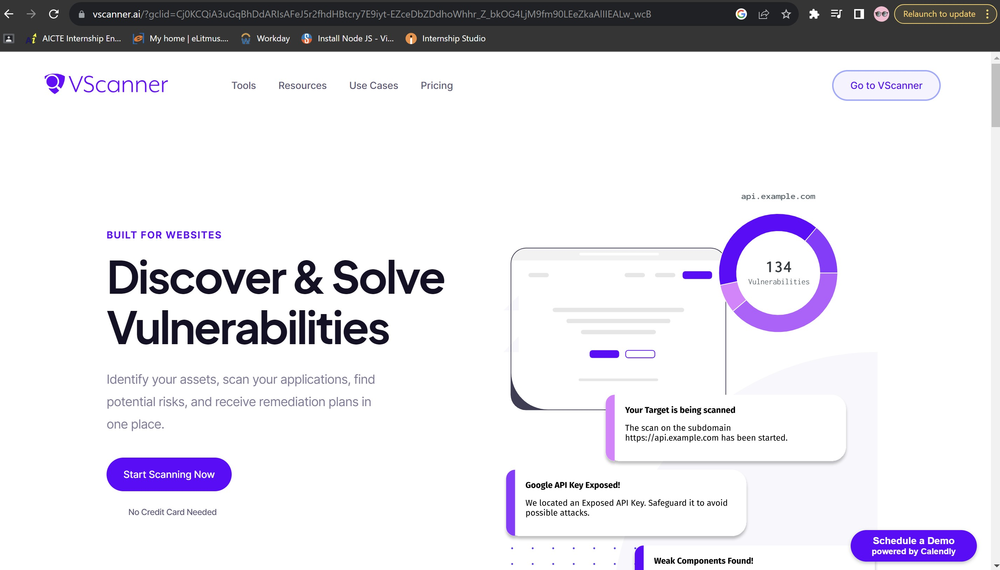 vscanner.ai/?gclid=Cj0KCQiA3uGqBhDdARIsAFeJ5r2fhdHBtcry7E9iyt-EZceDbZDdhoWhhr_Z_bkOG4LjM9fm90LEeZkaAlIIEALw_wcB
Relaunch to update
AICTE Internship En...
My home | eLitmus....
Workday
Install Node JS - Vi...
Internship Studio
VScanner
Tools
Resources
Use Cases
Pricing
Go to VScanner
BUILT FOR WEBSITES
Discover & Solve
Vulnerabilities
Identify your assets, scan your applications, find
potential risks, and receive remediation plans in
one place.
Start Scanning Now
No Credit Card Needed
api.example.com
134
Vulnerabilities
Your Target is being scanned
The scan on the subdomain
https://api.example.com has been started.
Google API Key Exposed!
We located an Exposed API Key. Safeguard it to avoid
possible attacks.
Weak Components Found!
Schedule a Demo
powered by Calendly